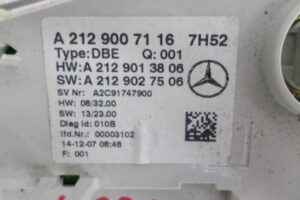 A 212 900 71 16 7H52
Type: DBE Q: 001
HW: A 212 901 38 06
SW: A 212 902 75 06
SV Nr: A2C91747900
HW: 08/32.00
SW: 13/23.00
Diag Id: 010B
lfd.Nr.: 00003102
14-12-07 08:48
F: 001